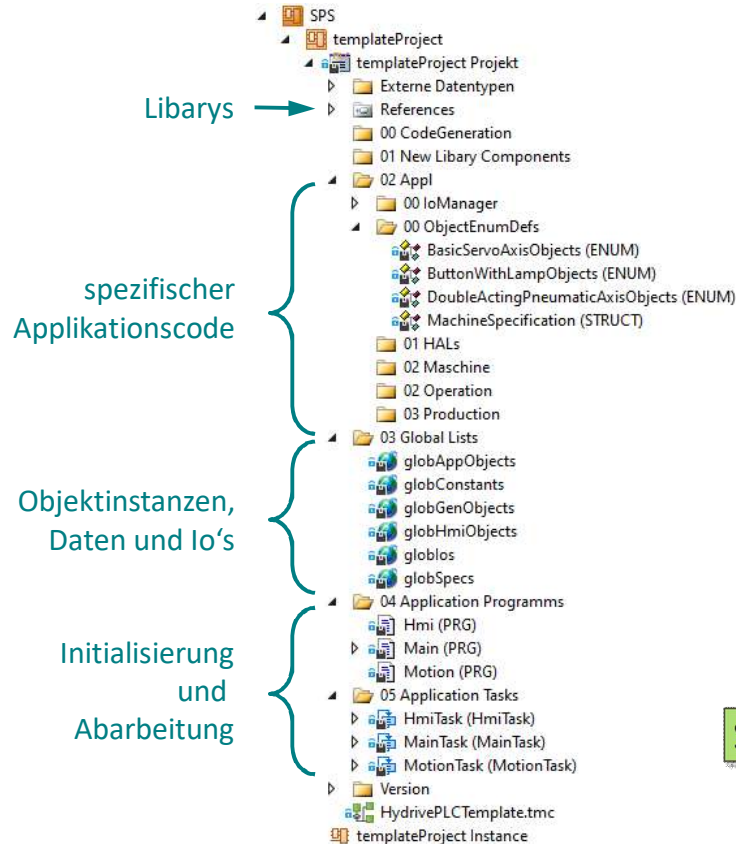 SPS
templateProject
templateProject Projekt
Externe Datentypen
Libarys
References
00 CodeGeneration
01 New Libary Components
02 Appl
00 IoManager
00 ObjectEnumDefs
BasicServoAxisObjects (ENUM)
ButtonWithLampObjects (ENUM)
DoubleActingPneumaticAxisObjects (ENUM)
MachineSpecification (STRUCT)
01 HALs
02 Maschine
02 Operation
03 Production
spezifischer
Applikationscode
03 Global Lists
globAppObjects
globConstants
globGenObjects
globHmiObjects
globIos
globSpecs
Objektinstanzen,
Daten und Io‘s
04 Application Programms
Hmi (PRG)
Main (PRG)
Motion (PRG)
05 Application Tasks
HmiTask (HmiTask)
MainTask (MainTask)
MotionTask (MotionTask)
Initialisierung
und
Abarbeitung
Version
HydrivePLCTemplate.tmc
templateProject Instance